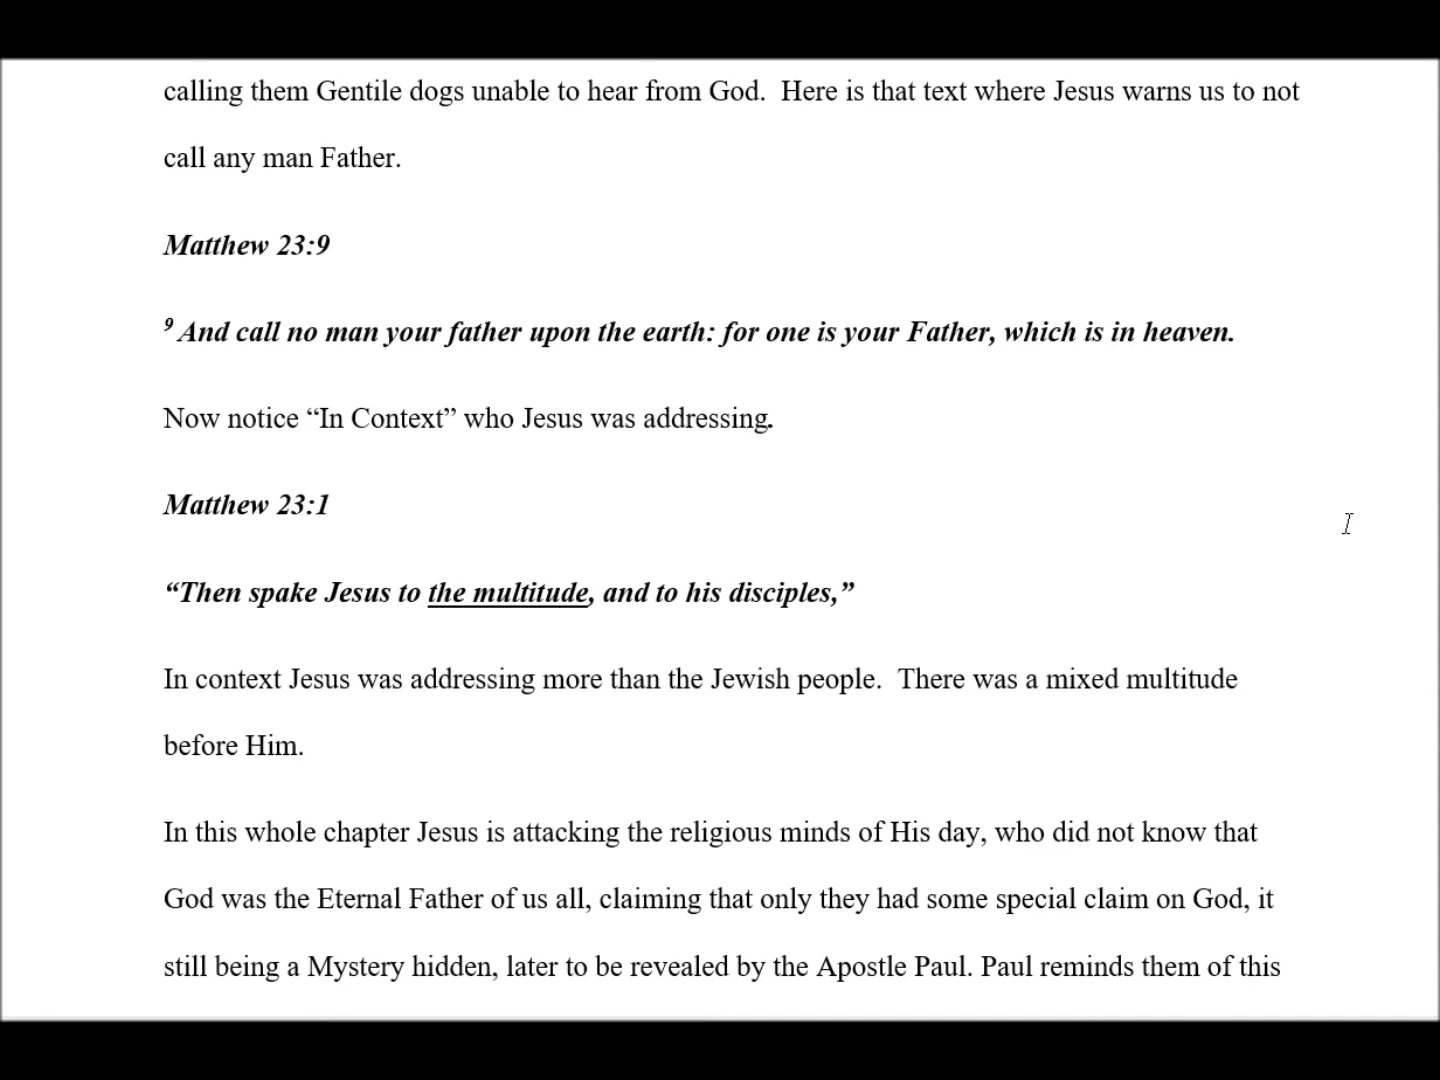 calling them Gentile dogs unable to hear from God.  Here is that text where Jesus warns us to not
call any man Father.
Matthew 23:9
9 And call no man your father upon the earth: for one is your Father, which is in heaven.
Now notice “In Context” who Jesus was addressing.
Matthew 23:1
“Then spake Jesus to the multitude, and to his disciples,”
In context Jesus was addressing more than the Jewish people.  There was a mixed multitude
before Him.
In this whole chapter Jesus is attacking the religious minds of His day, who did not know that
God was the Eternal Father of us all, claiming that only they had some special claim on God, it
still being a Mystery hidden, later to be revealed by the Apostle Paul. Paul reminds them of this